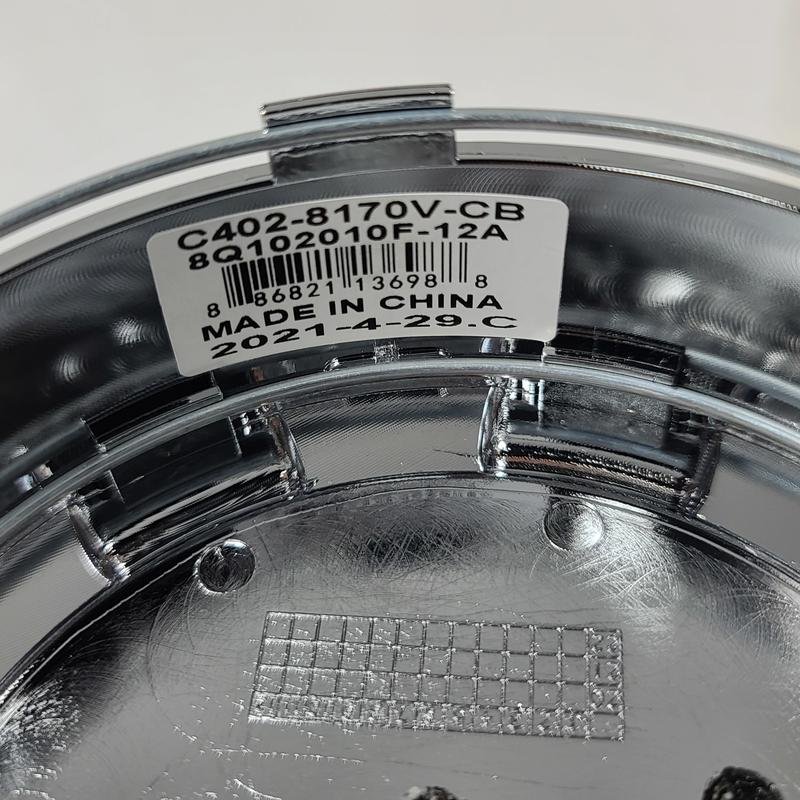 C402-8170V-CB
8Q102010F-12A
8 86821 13698 8
MADE IN CHINA
2021-4-29.C